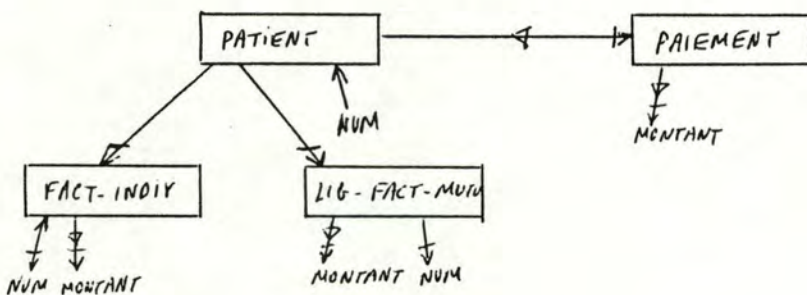 PATIENT
PAIEMENT
NUM
MONTANT
FACT-INDIV
LIG-FACT-MUTU
NUM MONTANT
MONTANT NUM